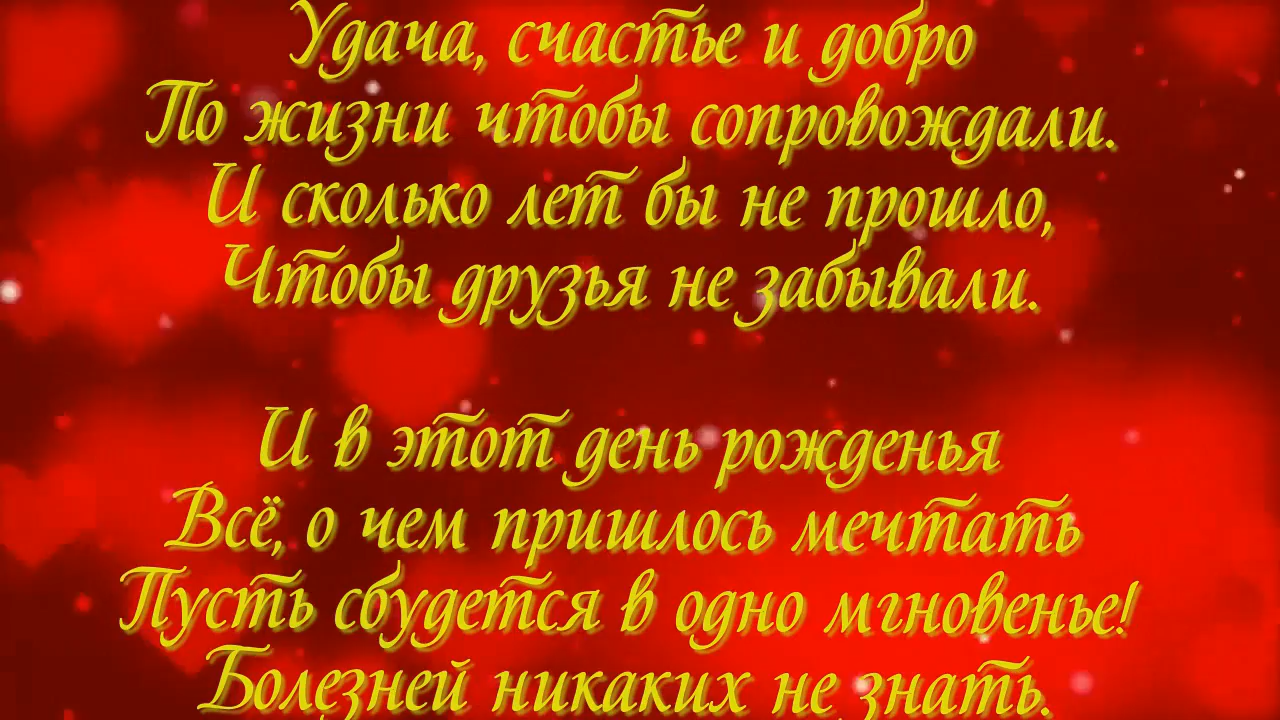 Удача, счастье и добро
По жизни чтобы сопровождали.
И сколько лет бы не прошло,
Чтобы друзья не забывали.
И в этот день рожденья
Всё, о чем пришлось мечтать
Пусть сбудется в одно мгновенье!
Болезней никаких не знать.